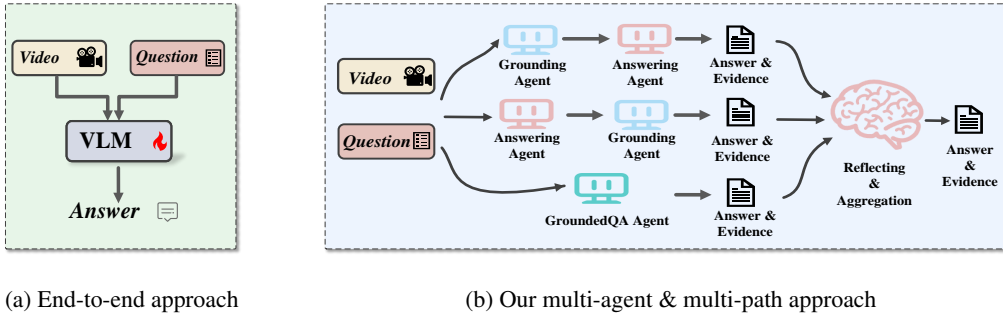 Video
Question
VLM
Answer
(a) End-to-end approach
Video
Question
Grounding
Agent
Answering
Agent
Answer &
Evidence
Answering
Agent
Grounding
Agent
Answer &
Evidence
GroundedQA Agent
Answer &
Evidence
Reflecting
&
Aggregation
Answer
&
Evidence
(b) Our multi-agent & multi-path approach